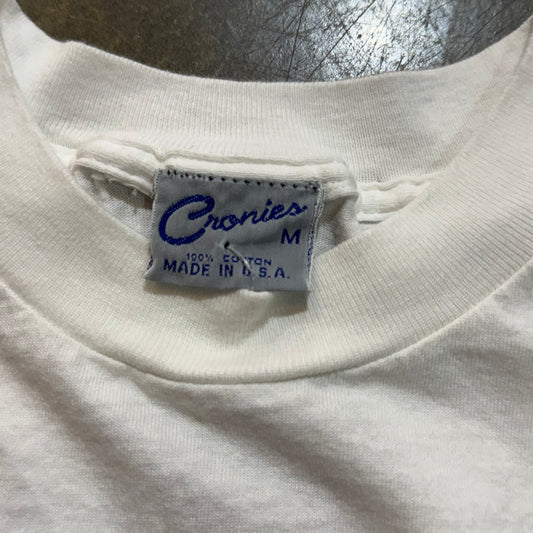 Cronies
M
100% COTTON
MADE IN U.S.A.